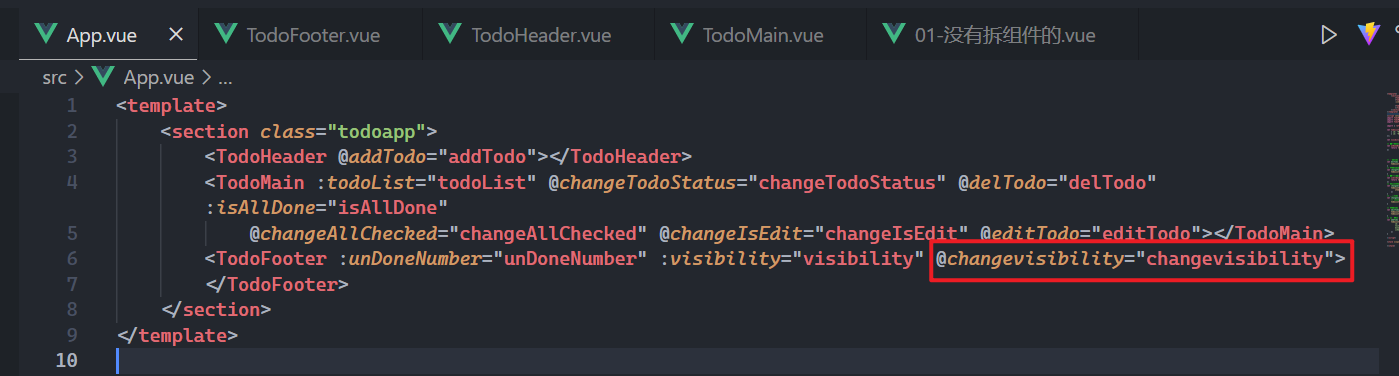 App.vue × TodoFooter.vue TodoHeader.vue TodoMain.vue 01-没有拆组件的.vue
src > App.vue > ...
1 <template>
2 <section class="todoapp">
3 <TodoHeader @addTodo="addTodo"></TodoHeader>
4 <TodoMain :todoList="todoList" @changeTodoStatus="changeTodoStatus" @delTodo="delTodo"
:isAllDone="isAllDone"
5 @changeAllChecked="changeAllChecked" @changeIsEdit="changeIsEdit" @editTodo="editTodo"></TodoMain>
6 <TodoFooter :unDoneNumber="unDoneNumber" :visibility="visibility" @changevisibility="changevisibility">
7 </TodoFooter>
8 </section>
9 </template>
10